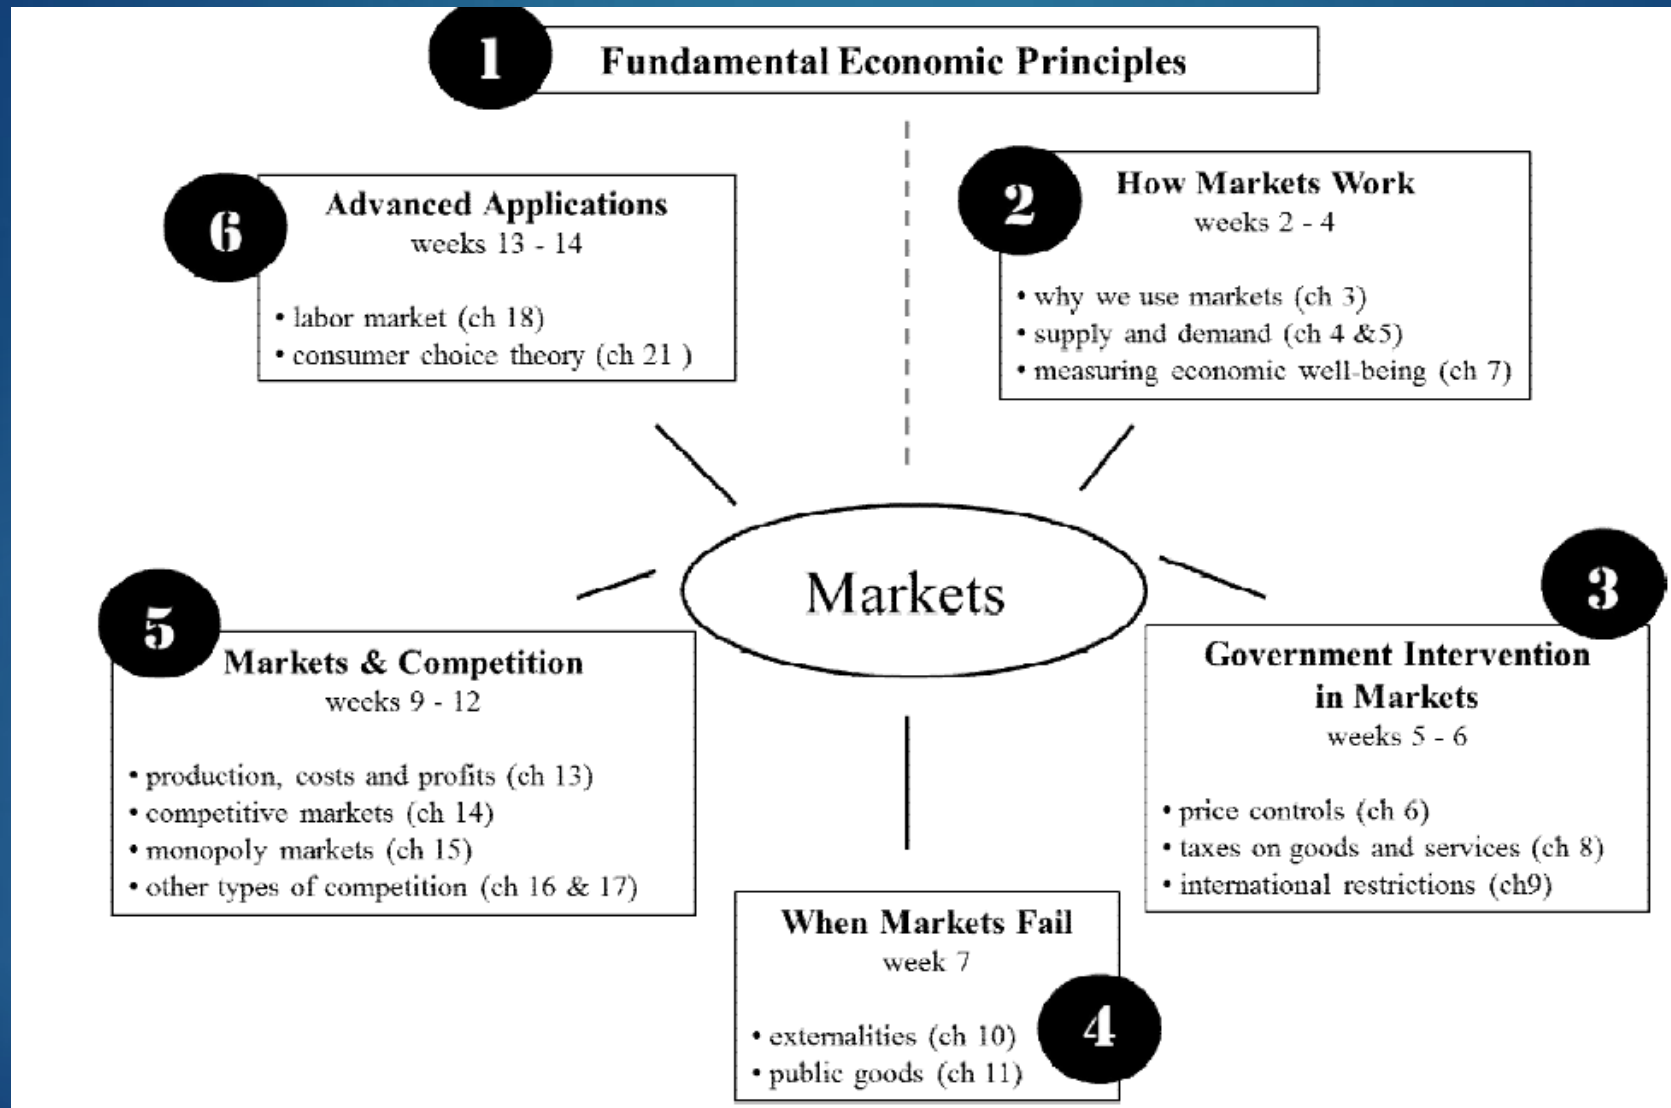 1
Fundamental Economic Principles
2
How Markets Work
weeks 2 - 4
• why we use markets (ch 3)
• supply and demand (ch 4 &5)
• measuring economic well-being (ch 7)
3
Government Intervention
in Markets
weeks 5 - 6
• price controls (ch 6)
• taxes on goods and services (ch 8)
• international restrictions (ch9)
4
When Markets Fail
week 7
• externalities (ch 10)
• public goods (ch 11)
5
Markets & Competition
weeks 9 - 12
• production, costs and profits (ch 13)
• competitive markets (ch 14)
• monopoly markets (ch 15)
• other types of competition (ch 16 & 17)
6
Advanced Applications
weeks 13 - 14
• labor market (ch 18)
• consumer choice theory (ch 21 )
Markets